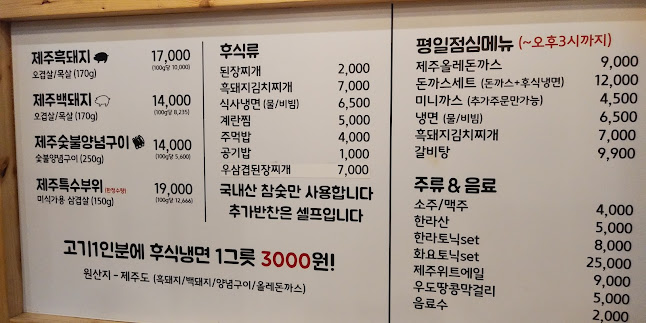 제주흑돼지 17,000
오겹살/목살 (170g) (100g당 10,000)
제주백돼지 14,000
오겹살/목살 (170g) (100g당 8,235)
제주숯불양념구이 14,000
숯불양념구이 (250g) (100g당 5,600)
제주특수부위 (한정수량) 19,000
미식가용 삼겹살 (150g) (100g당 12,666)
후식류
된장찌개 2,000
흑돼지김치찌개 7,000
식사냉면 (물/비빔) 6,500
계란찜 5,000
주먹밥 4,000
공기밥 1,000
우삼겹된장찌개 7,000
국내산 참숯만 사용합니다
추가반찬은 셀프입니다
고기1인분에 후식냉면 1그릇 3000원!
원산지 - 제주도 (흑돼지/백돼지/양념구이/올레돈까스)
평일점심메뉴 (~오후3시까지)
제주올레돈까스 9,000
돈까스세트 (돈까스+후식냉면) 12,000
미니까스 (추가주문만가능) 4,500
냉면 (물/비빔) 6,500
흑돼지김치찌개 7,000
갈비탕 9,900
주류 & 음료
소주/맥주 4,000
한라산 5,000
한라토닉set 8,000
화요토닉set 25,000
제주위트에일 9,000
우도땅콩막걸리 5,000
음료수 2,000